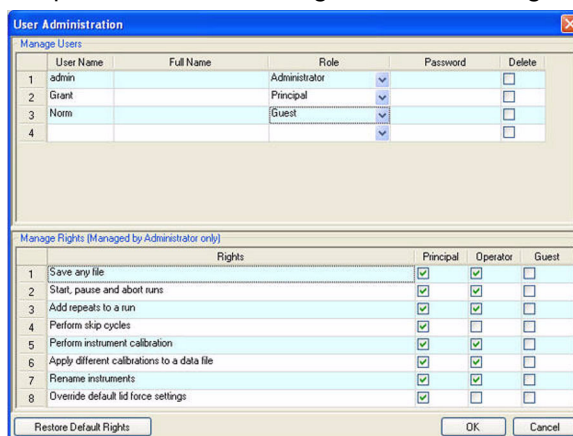 User Administration
Manage Users
User Name Full Name Role Password Delete
1 admin Administrator
2 Grant Principal
3 Norm Guest
4
Manage Rights (Managed by Administrator only)
Rights Principal Operator Guest
1 Save any file
2 Start, pause and abort runs
3 Add repeats to a run
4 Perform skip cycles
5 Perform instrument calibration
6 Apply different calibrations to a data file
7 Rename instruments
8 Override default lid force settings
Restore Default Rights OK Cancel